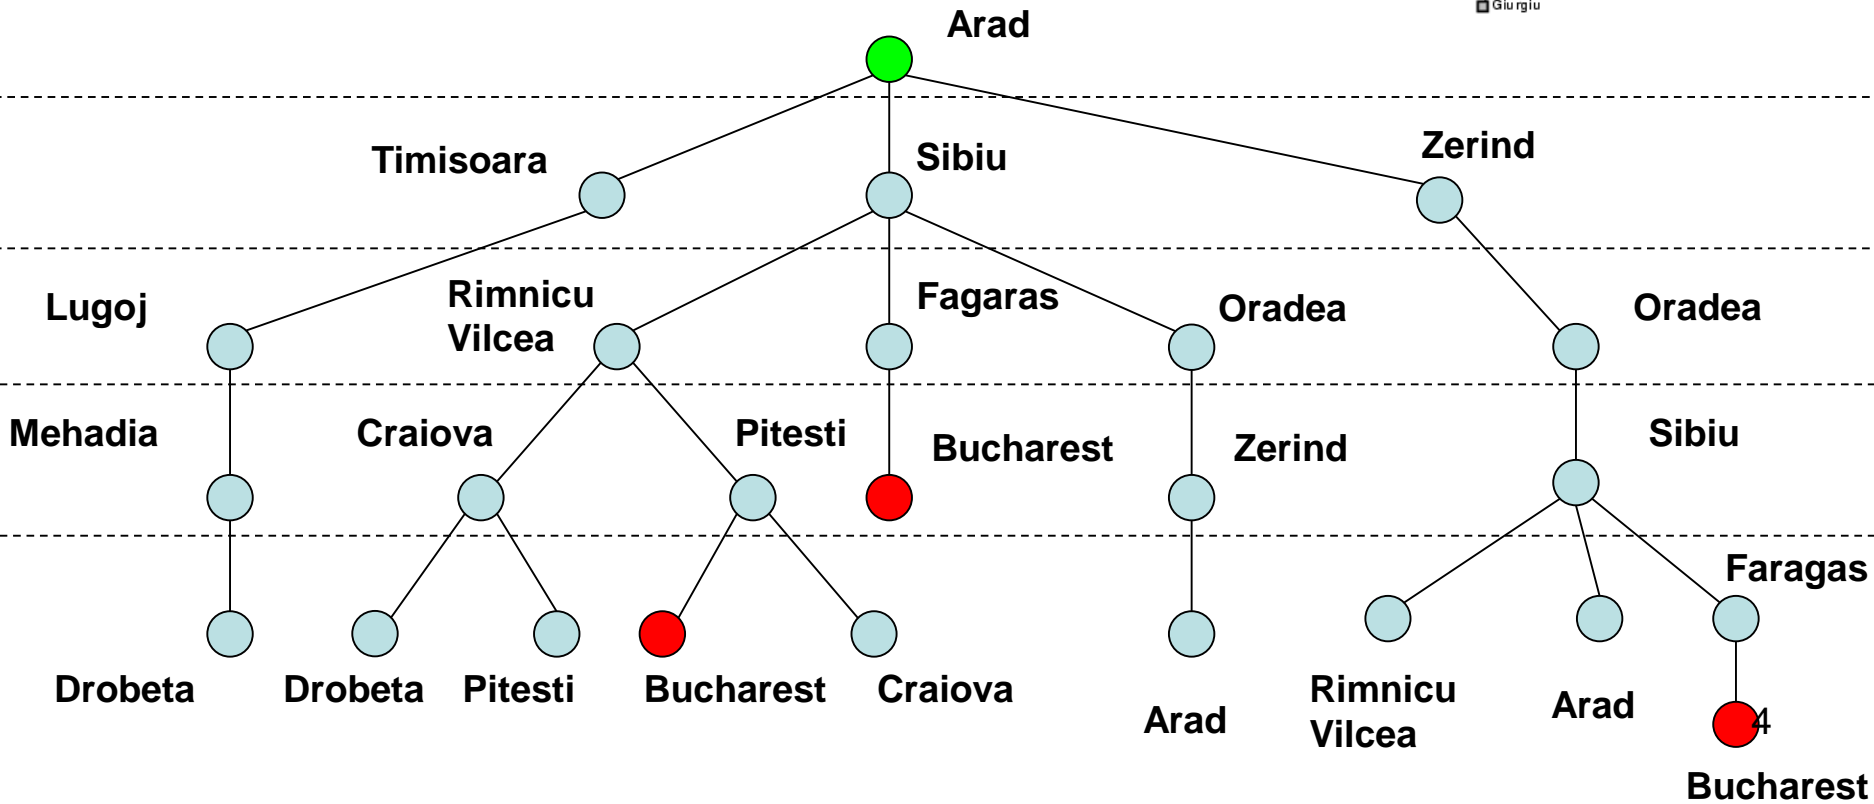 Giurgiu
Arad
Timisoara
Sibiu
Zerind
Lugoj
Rimnicu
Vilcea
Fagaras
Oradea
Oradea
Mehadia
Craiova
Pitesti
Bucharest
Zerind
Sibiu
Faragas
Drobeta
Drobeta
Pitesti
Bucharest
Craiova
Arad
Rimnicu
Vilcea
Arad
4
Bucharest